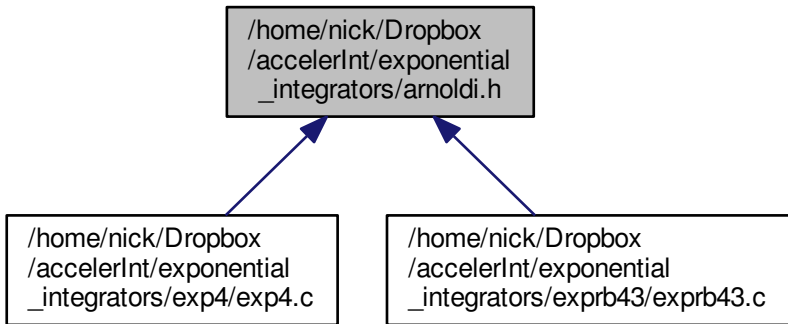 /home/nick/Dropbox
/accelerInt/exponential
_integrators/arnoldi.h
/home/nick/Dropbox
/accelerInt/exponential
_integrators/exp4/exp4.c
/home/nick/Dropbox
/accelerInt/exponential
_integrators/exprb43/exprb43.c